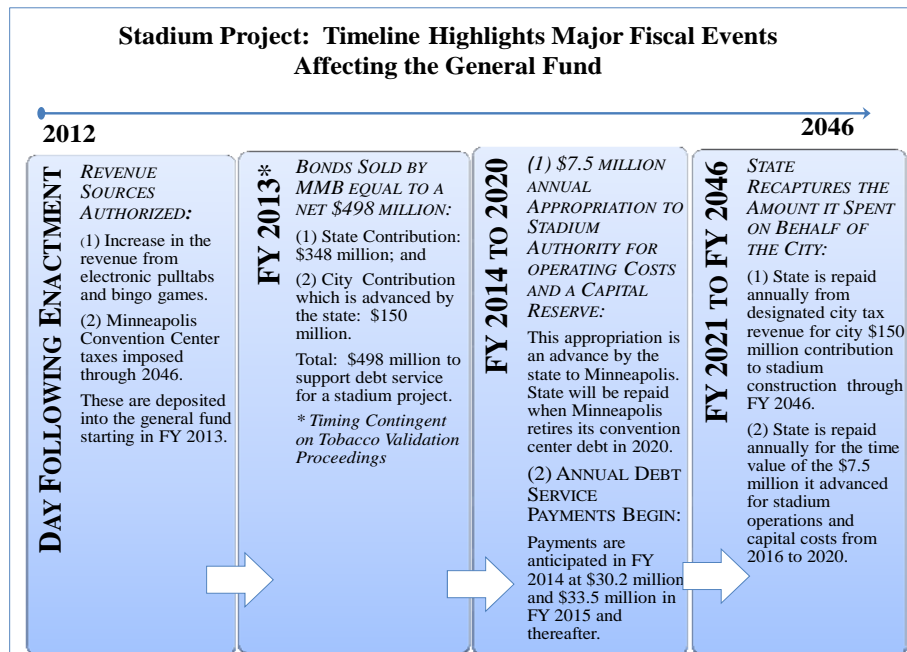 Stadium Project: Timeline Highlights Major Fiscal Events
Affecting the General Fund
2012
2046
DAY FOLLOWING ENACTMENT
REVENUE
SOURCES
AUTHORIZED:
(1) Increase in the
revenue from
electronic pulltabs
and bingo games.
(2) Minneapolis
Convention Center
taxes imposed
through 2046.
These are deposited
into the general fund
starting in FY 2013.
FY 2013*
BONDS SOLD BY
MMB EQUAL TO A
NET $498 MILLION:
(1) State Contribution:
$348 million; and
(2) City Contribution
which is advanced by
the state: $150
million.
Total: $498 million to
support debt service
for a stadium project.
* Timing Contingent
on Tobacco Validation
Proceedings
FY 2014 TO 2020
(1) $7.5 MILLION
ANNUAL
APPROPRIATION TO
STADIUM
AUTHORITY FOR
OPERATING COSTS
AND A CAPITAL
RESERVE:
This appropriation is
an advance by the
state to Minneapolis.
State will be repaid
when Minneapolis
retires its convention
center debt in 2020.
(2) ANNUAL DEBT
SERVICE
PAYMENTS BEGIN:
Payments are
anticipated in FY
2014 at $30.2 million
and $33.5 million in
FY 2015 and
thereafter.
FY 2021 TO FY 2046
STATE
RECAPTURES THE
AMOUNT IT SPENT
ON BEHALF OF
THE CITY:
(1) State is repaid
annually from
designated city tax
revenue for city $150
million contribution
to stadium
construction through
FY 2046.
(2) State is repaid
annually for the time
value of the $7.5
million it advanced for
stadium
operations and
capital costs from
2016 to 2020.